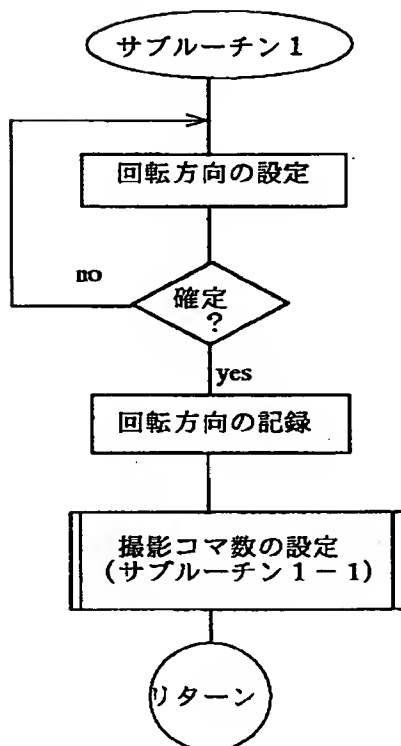 サブルーチン1
回転方向の設定
no
確定
?
yes
回転方向の記録
撮影コマ数の設定
(サブルーチン1-1)
リターン